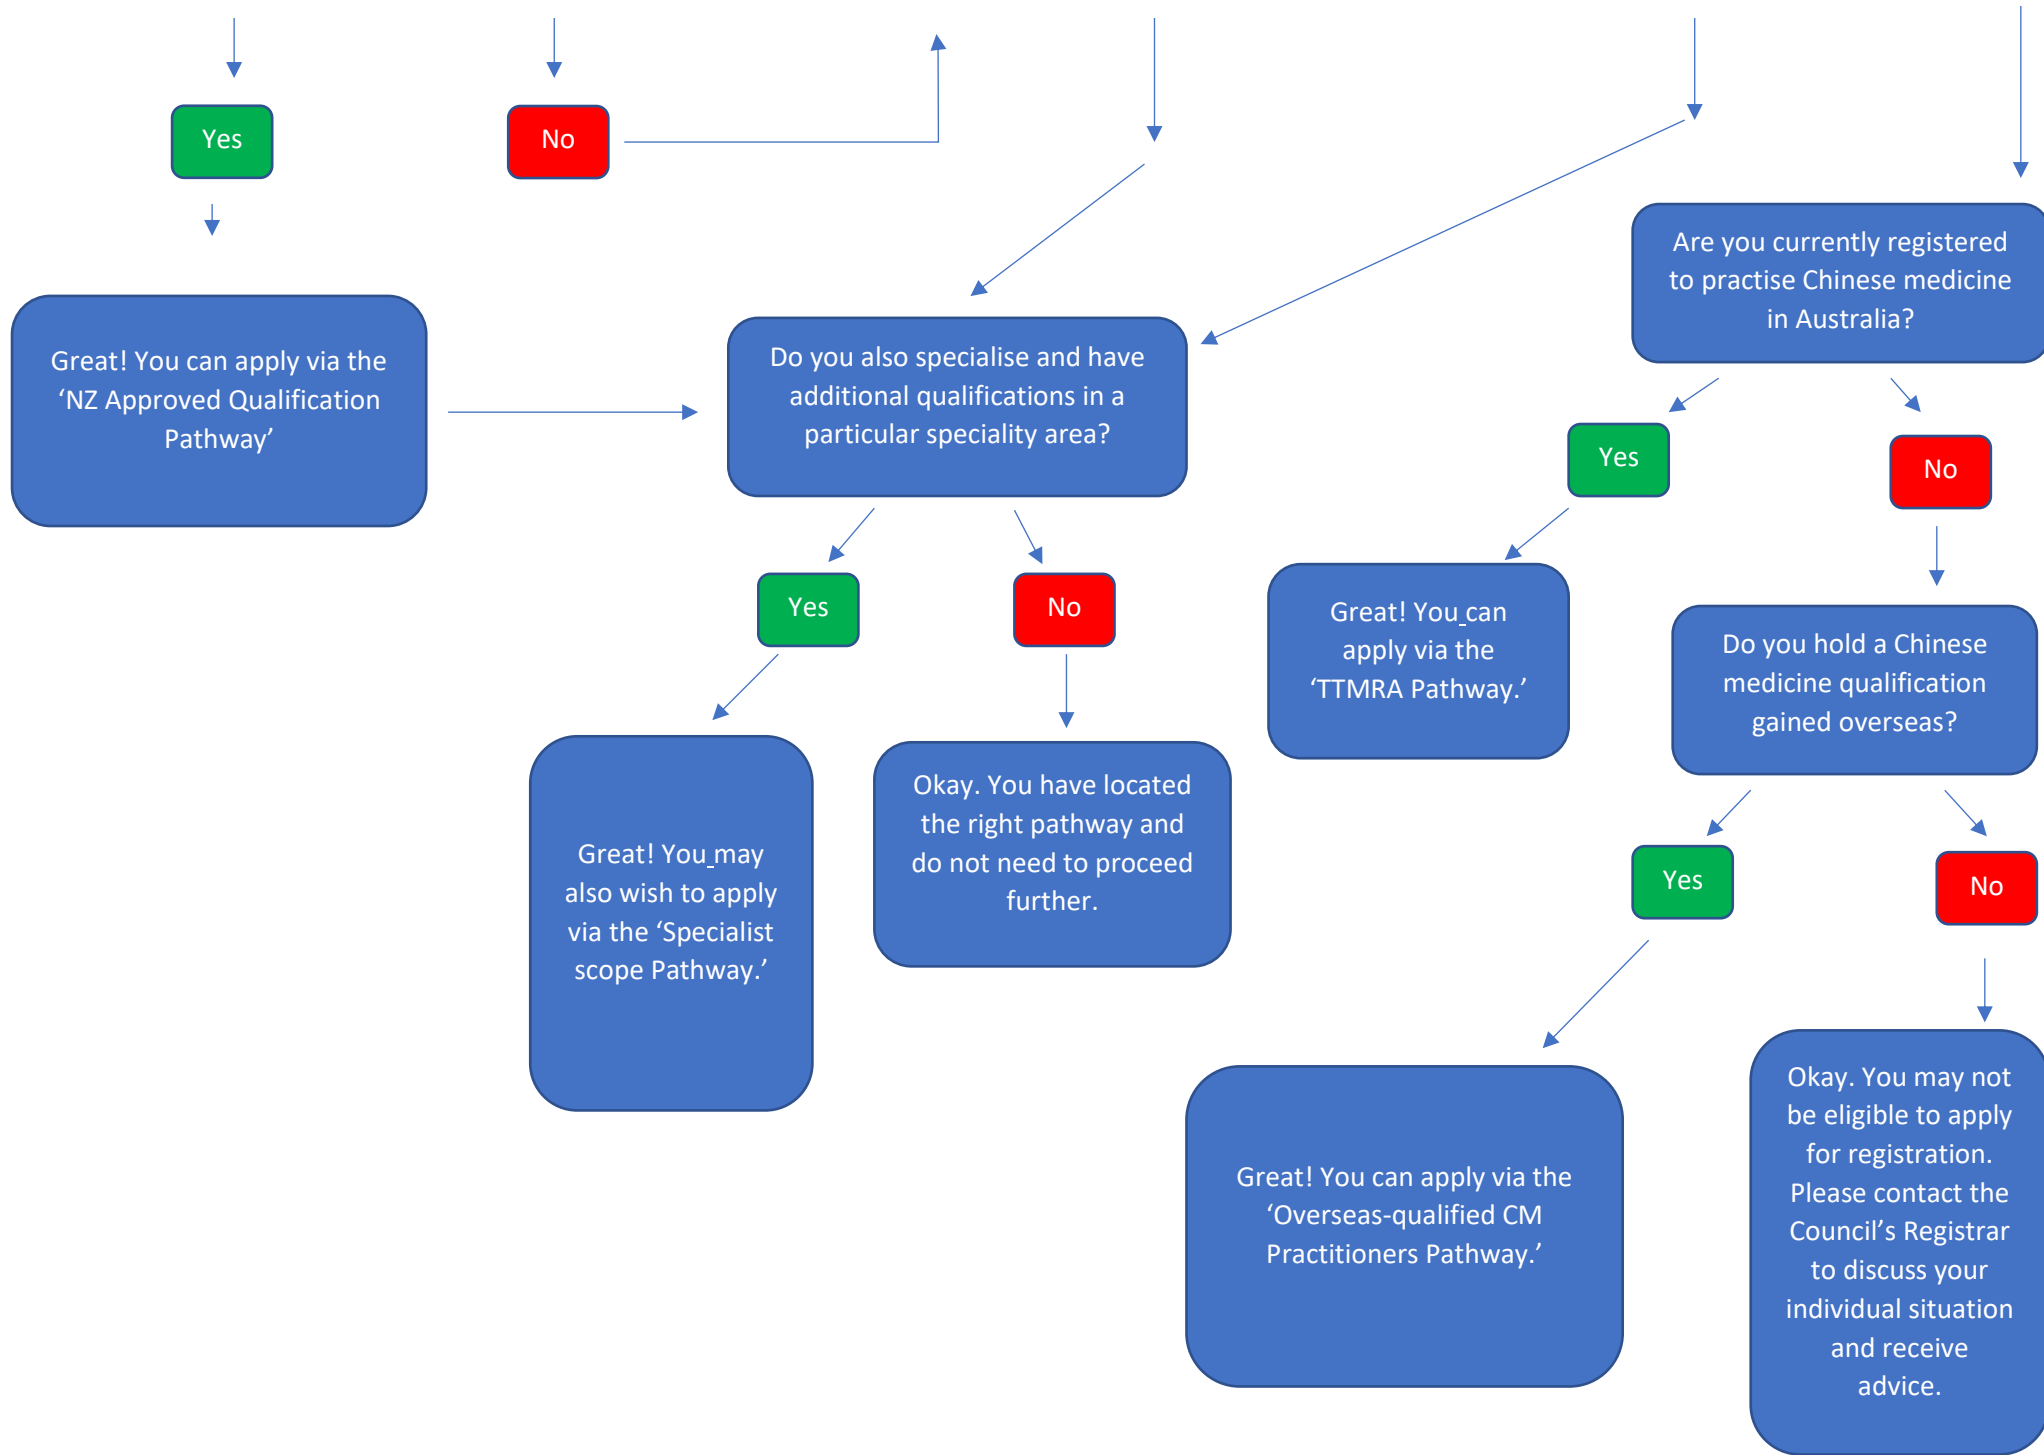 Yes
No
Great! You can apply via the
‘NZ Approved Qualification
Pathway’
Do you also specialise and have
additional qualifications in a
particular speciality area?
Yes
No
Great! You may
also wish to apply
via the ‘Specialist
scope Pathway.’
Okay. You have located
the right pathway and
do not need to proceed
further.
Are you currently registered
to practise Chinese medicine
in Australia?
Yes
No
Great! You can
apply via the
‘TTMRA Pathway.’
Do you hold a Chinese
medicine qualification
gained overseas?
Yes
No
Great! You can apply via the
‘Overseas-qualified CM
Practitioners Pathway.’
Okay. You may not
be eligible to apply
for registration.
Please contact the
Council’s Registrar
to discuss your
individual situation
and receive
advice.